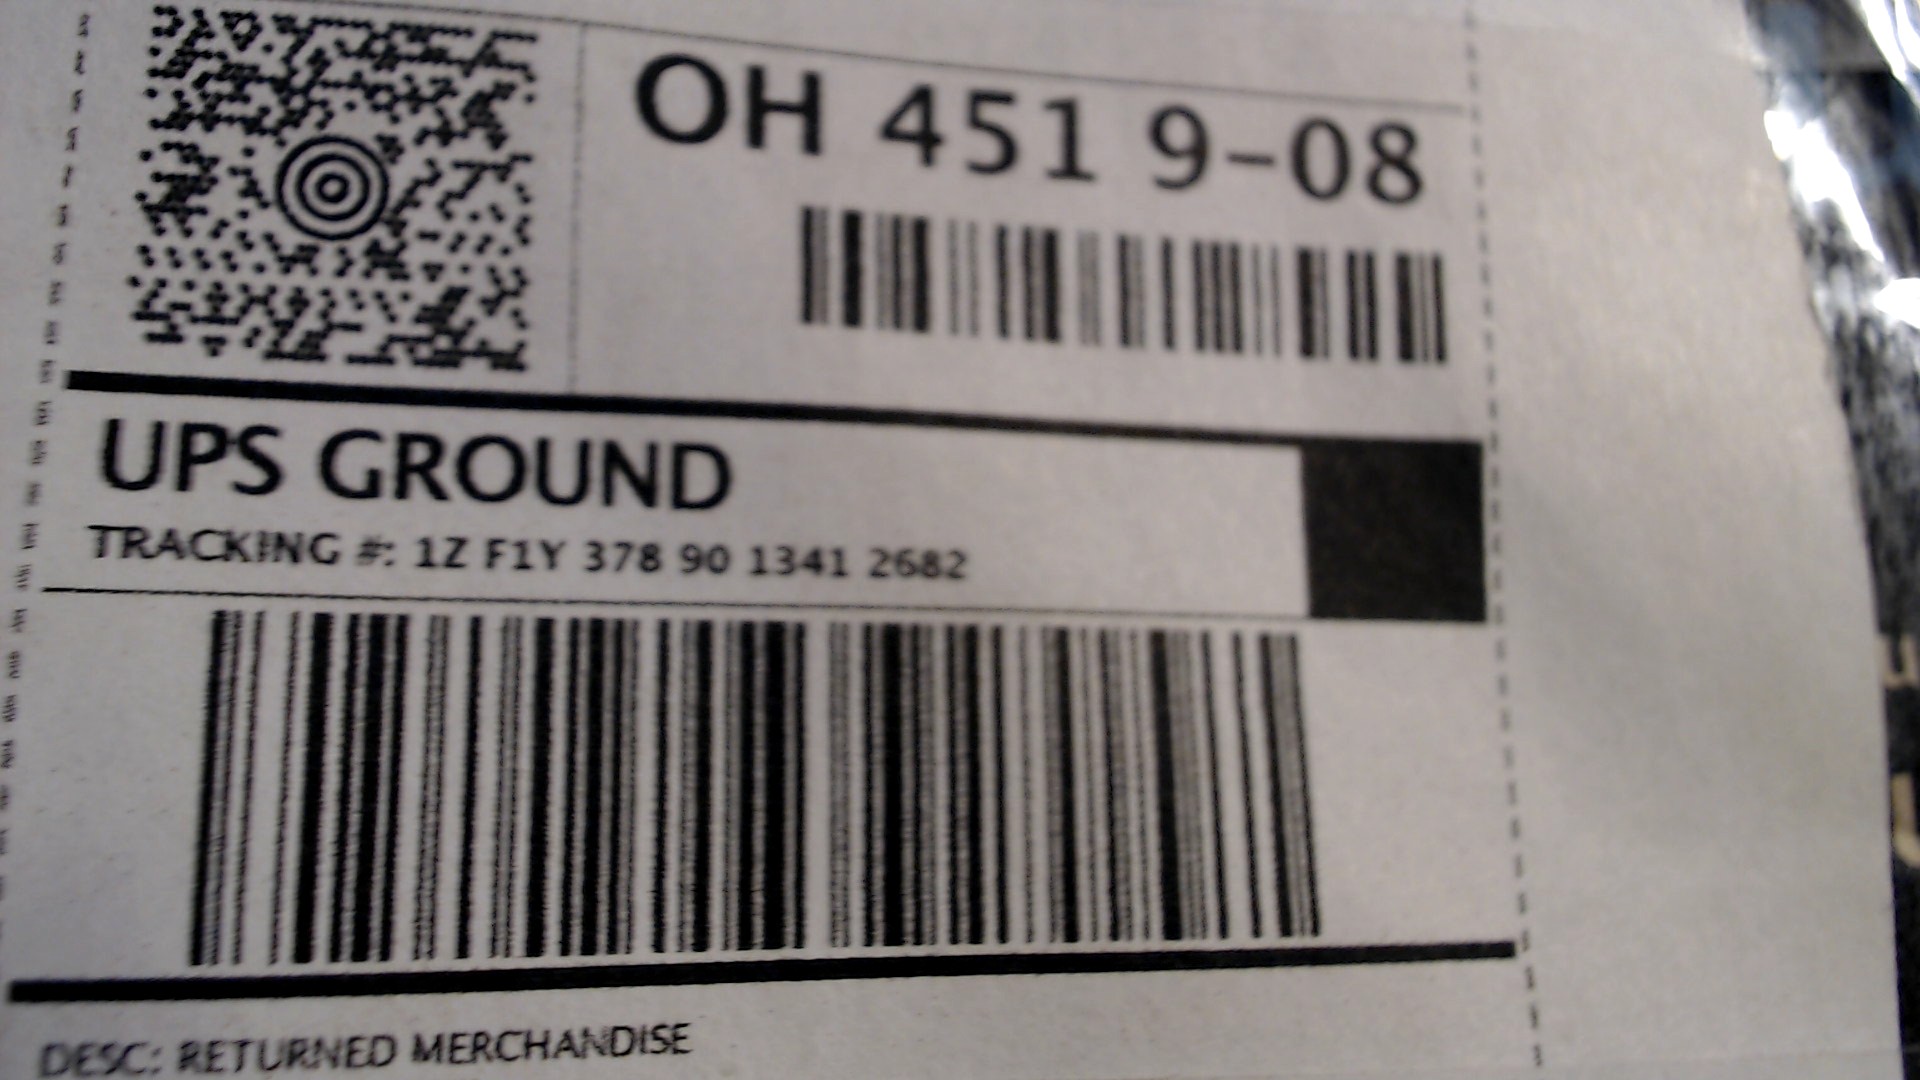 OH 451 9-08
UPS GROUND
TRACKING #: 1Z F1Y 378 90 1341 2682
DESC: RETURNED MERCHANDISE